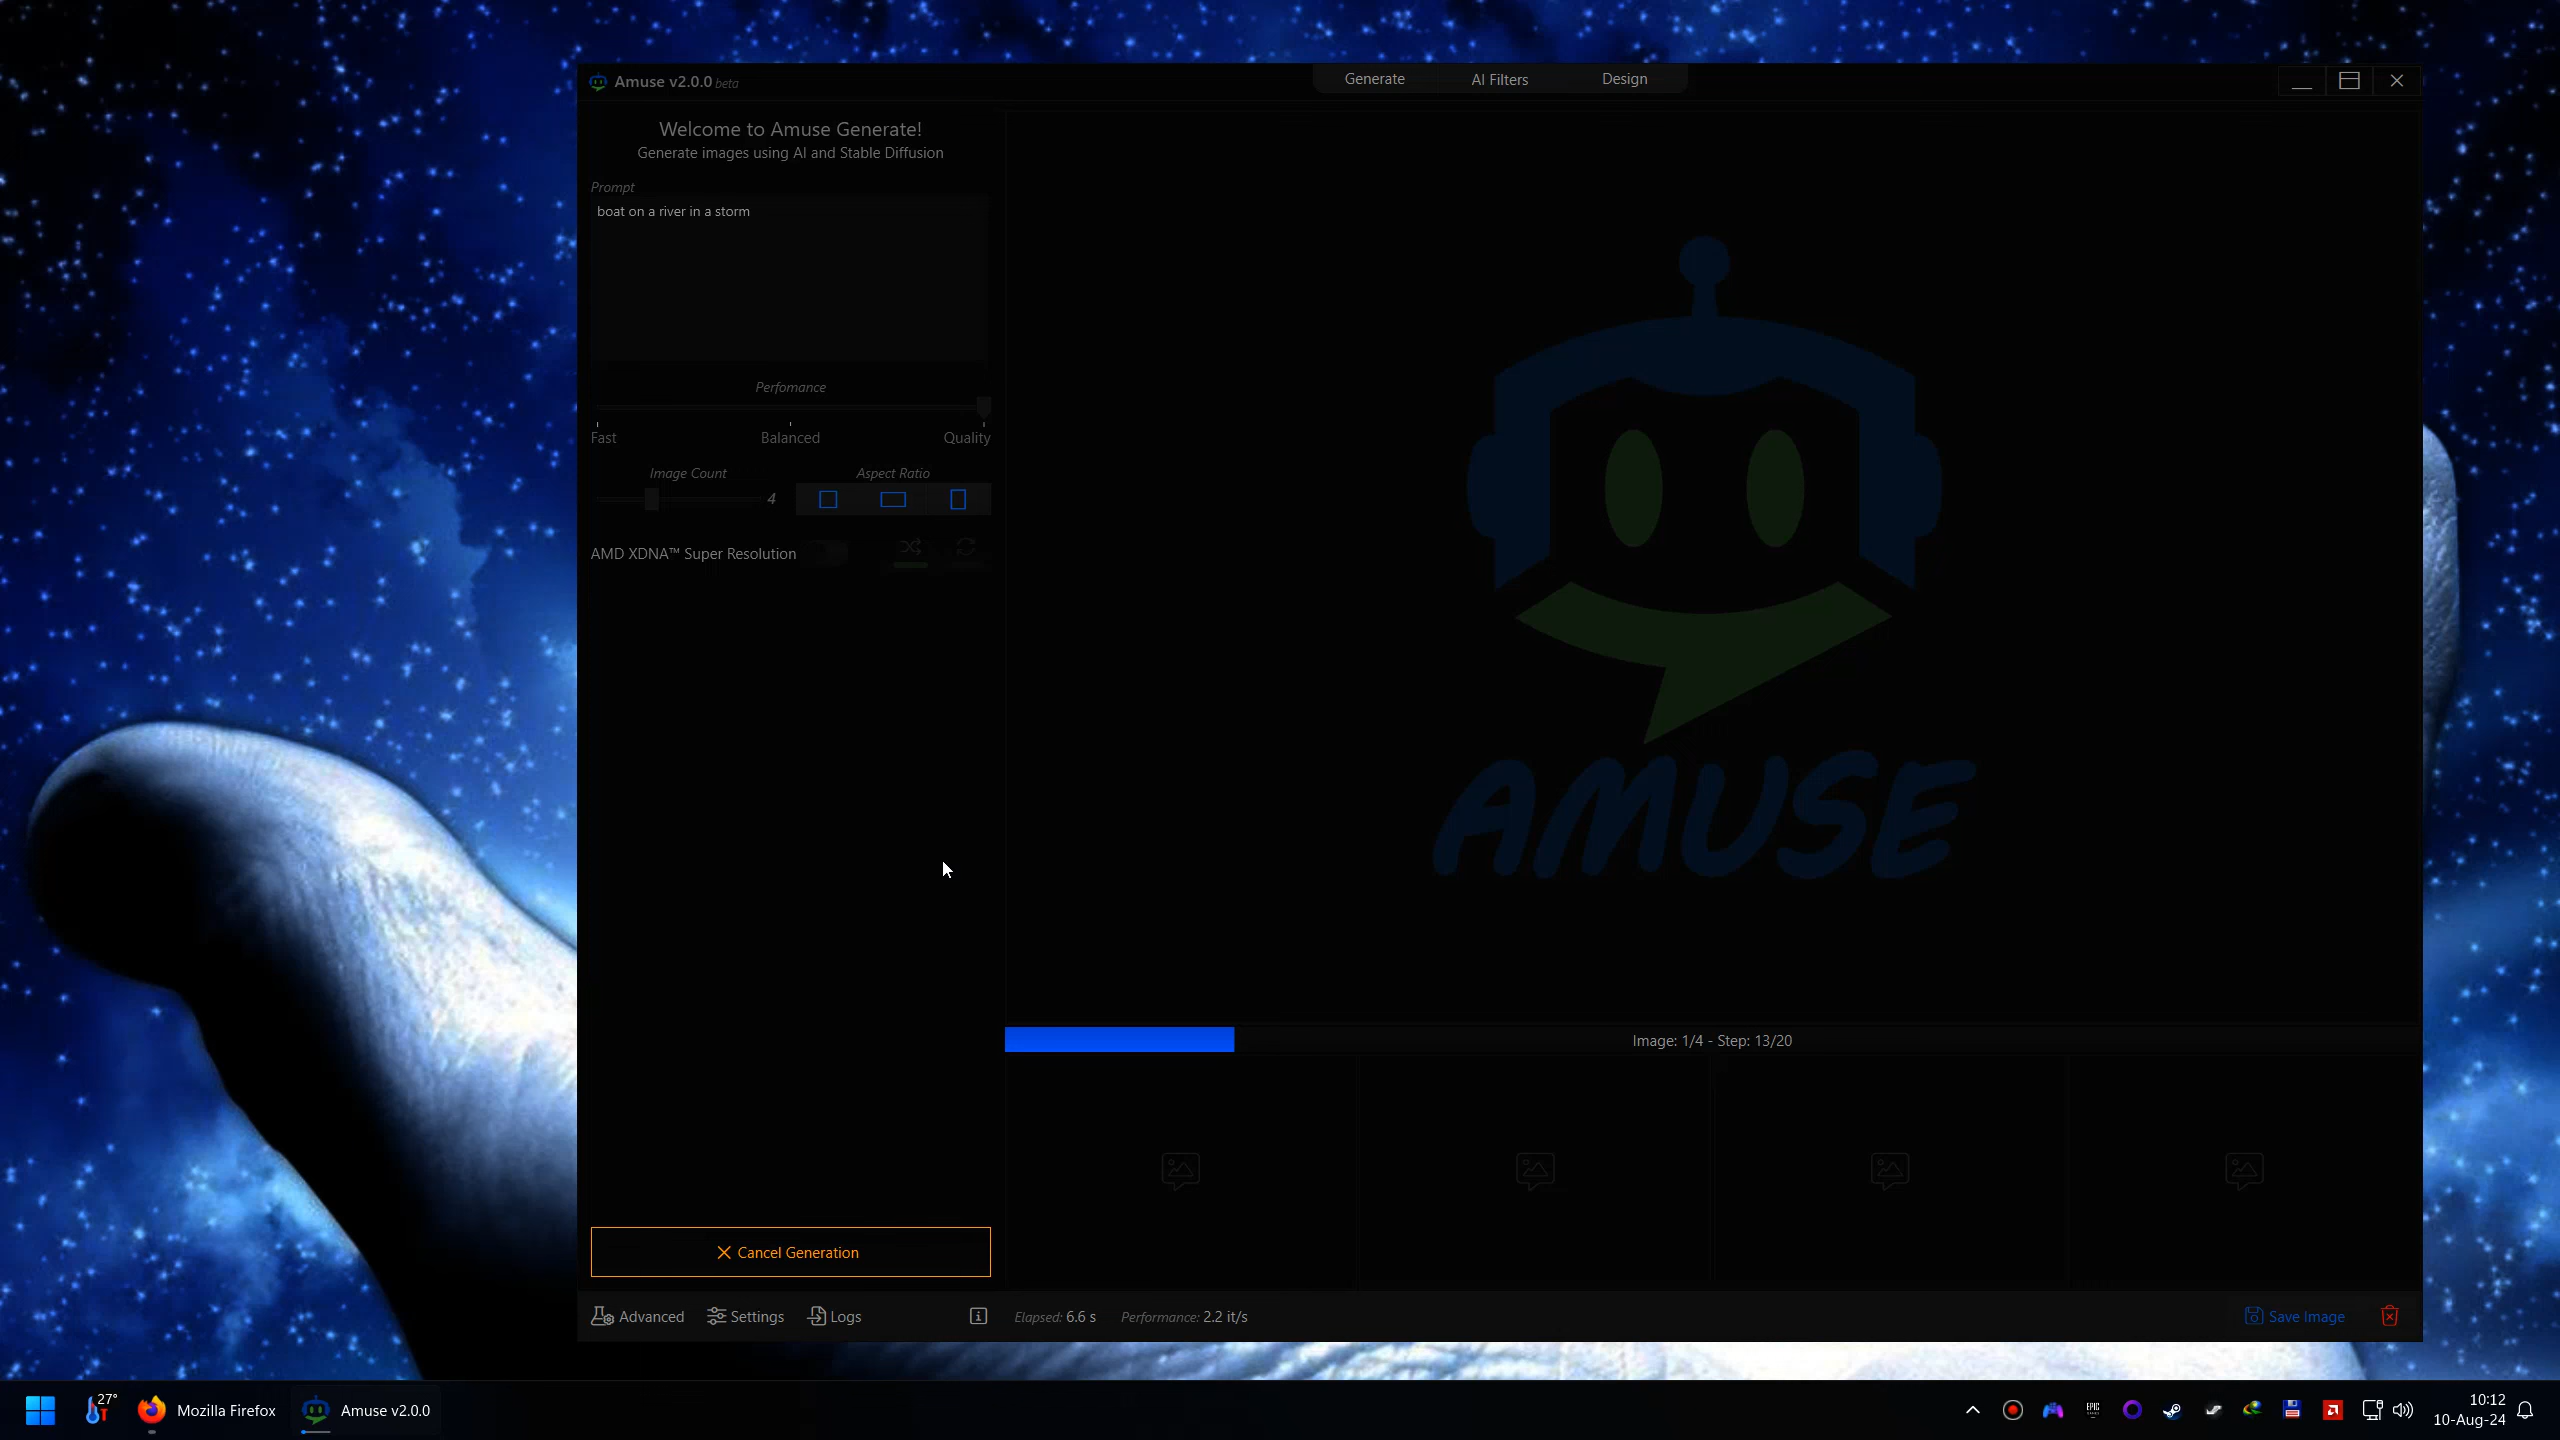 Amuse v2.0.0 beta
Generate
AI Filters
Design
Welcome to Amuse Generate!
Generate images using AI and Stable Diffusion
Prompt
boat on a river in a storm
Perfomance
Fast
Balanced
Quality
Image Count
Aspect Ratio
4
AMD XDNA™ Super Resolution
AMUSE
Image: 1/4 - Step: 13/20
Cancel Generation
Advanced
Settings
Logs
Elapsed: 6.6 s
Performance: 2.2 it/s
Save Image
27°
Mozilla Firefox
Amuse v2.0.0
EPIC
10:12
10-Aug-24